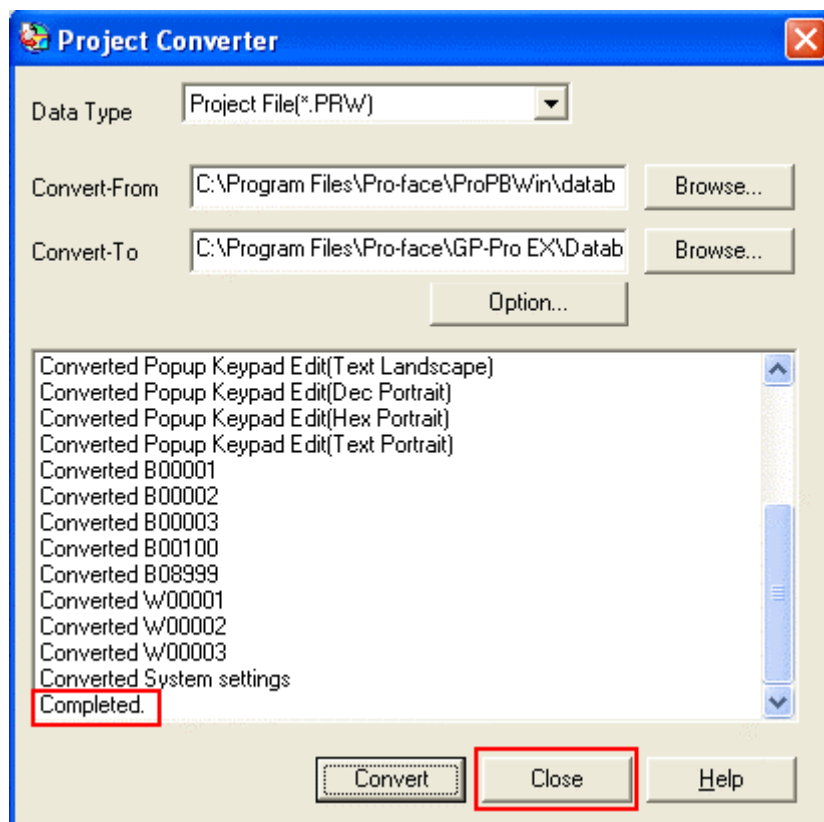 Project Converter
Data Type Project File(*.PRW)
Convert-From C:\Program Files\Pro-face\ProPBWin\datab Browse...
Convert-To C:\Program Files\Pro-face\GP-Pro EX\Datab Browse...
Option...
Converted Popup Keypad Edit(Text Landscape)
Converted Popup Keypad Edit(Dec Portrait)
Converted Popup Keypad Edit(Hex Portrait)
Converted Popup Keypad Edit(Text Portrait)
Converted B00001
Converted B00002
Converted B00003
Converted B00100
Converted B08999
Converted W00001
Converted W00002
Converted W00003
Converted System settings
Completed.
Convert Close Help